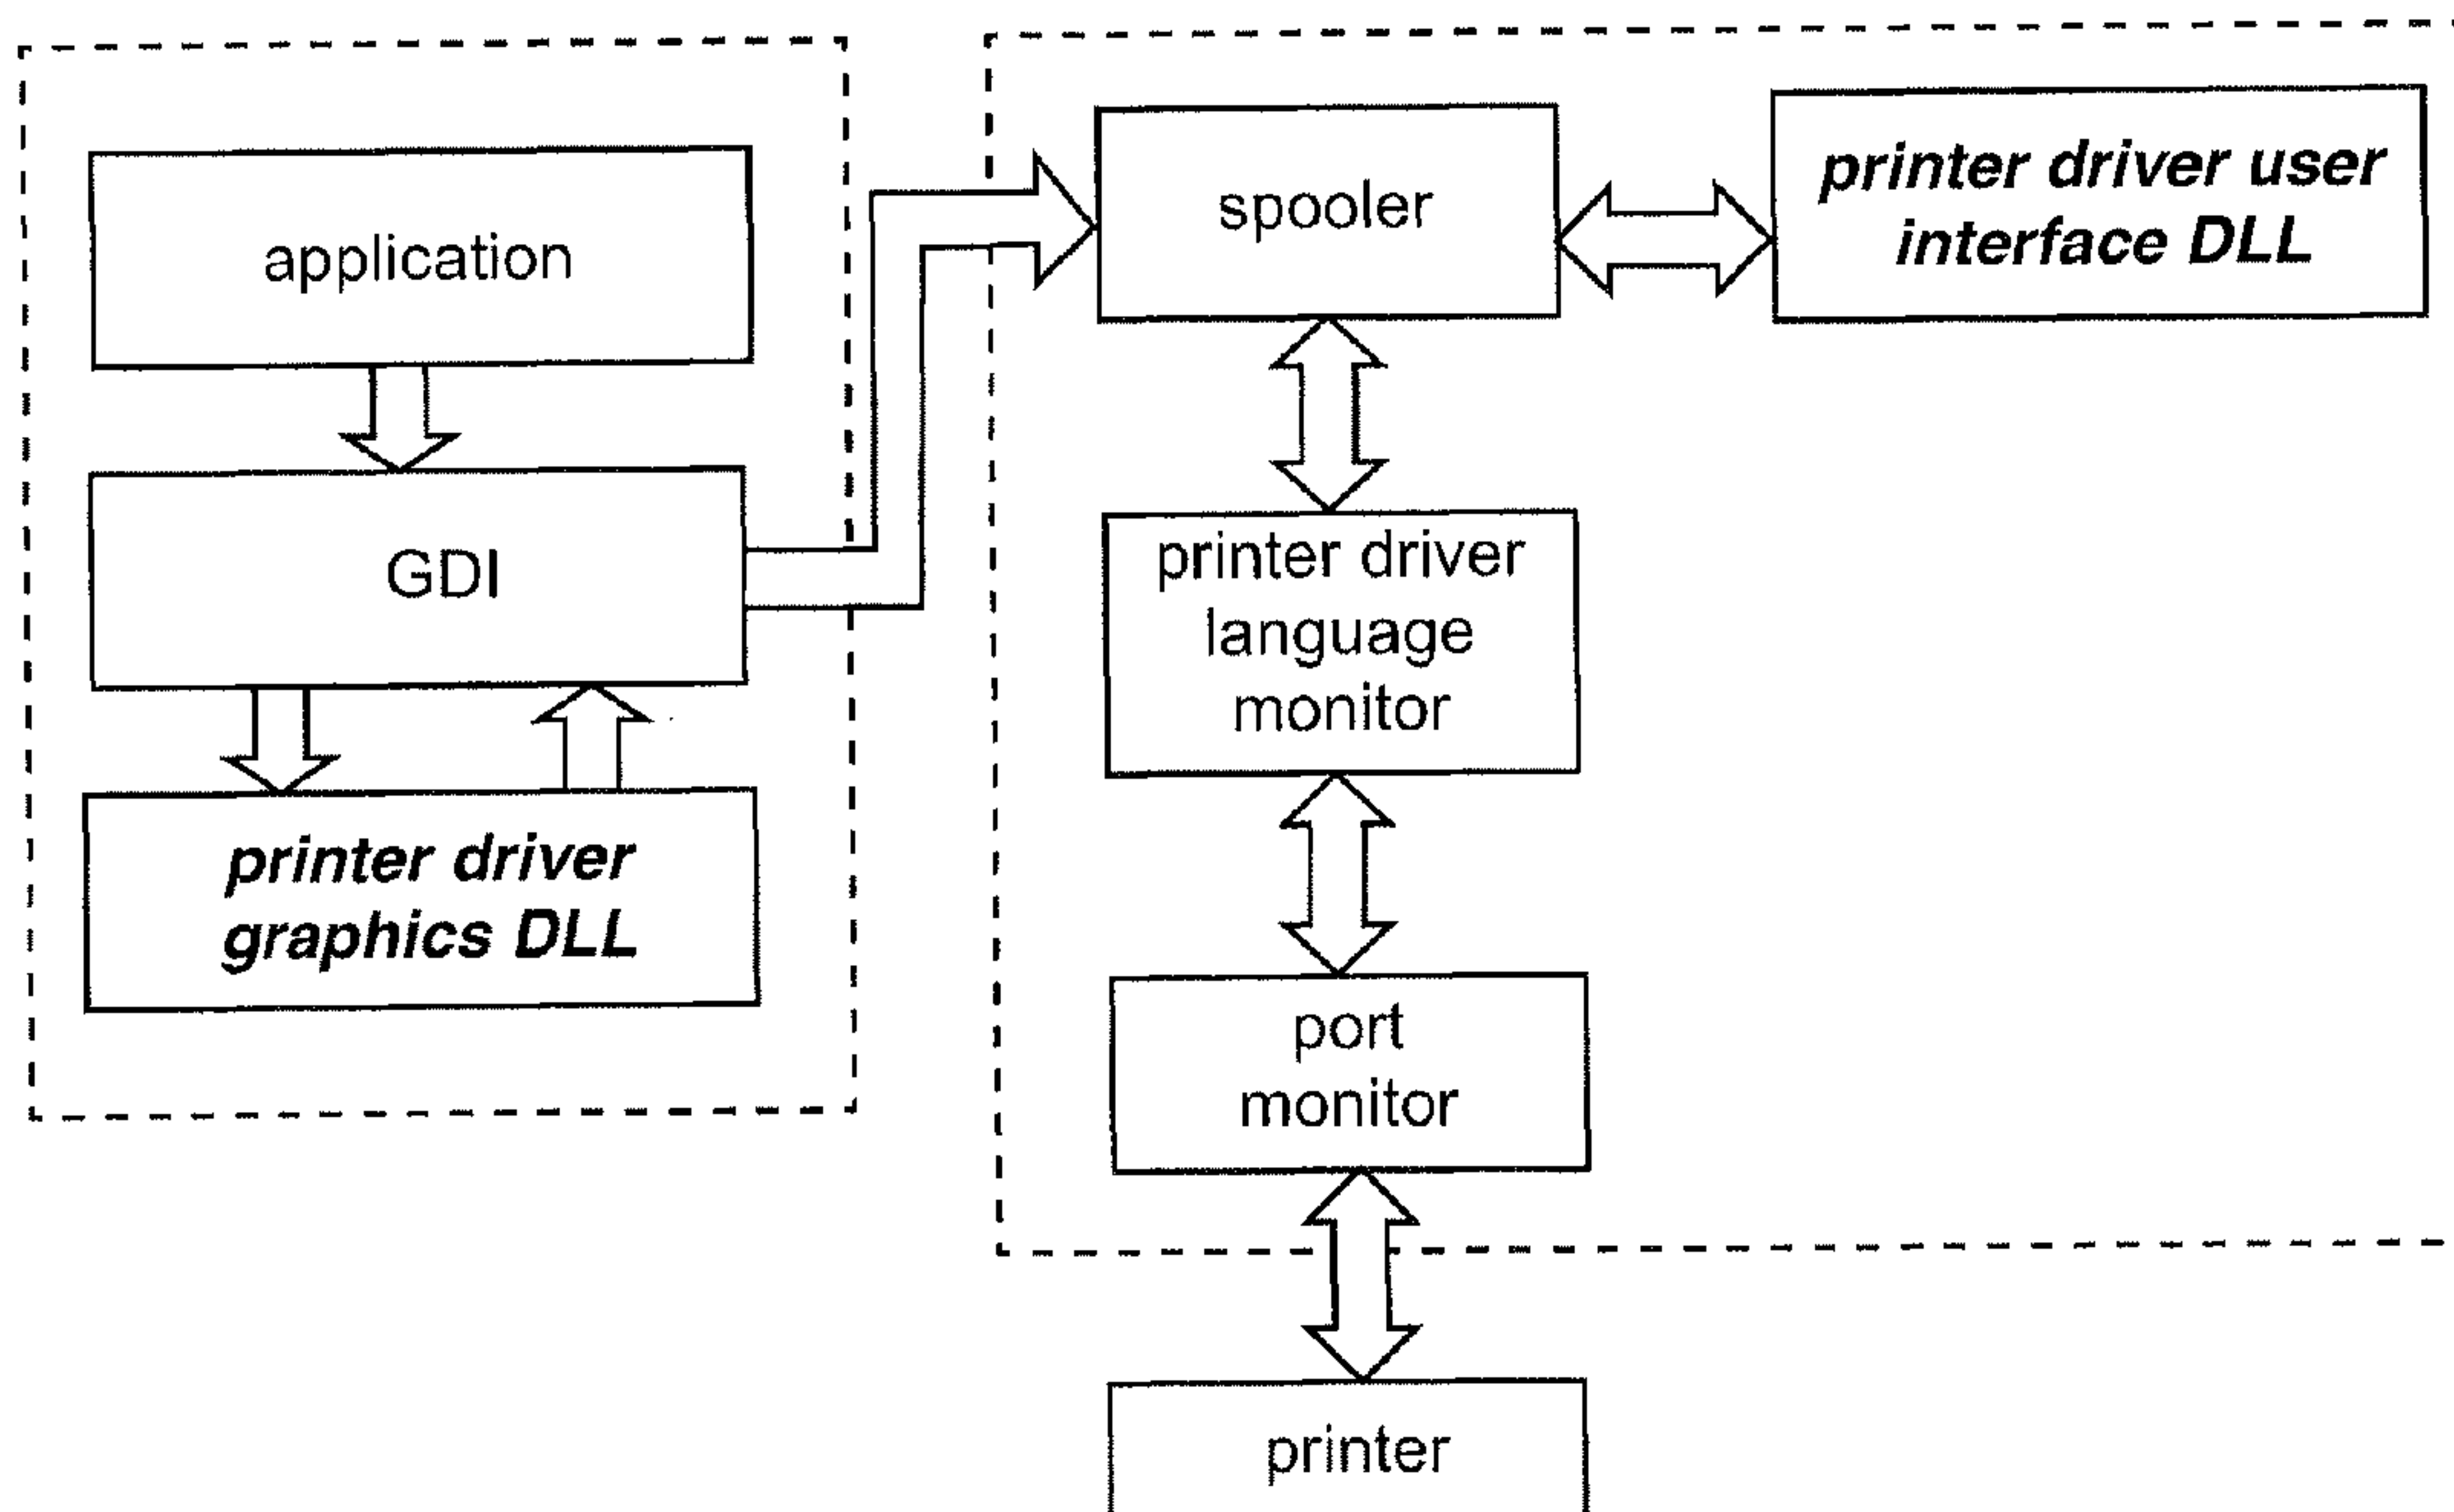 application
GDI
printer driver
graphics DLL
spooler
printer driver user
interface DLL
printer driver
language
monitor
port
monitor
printer